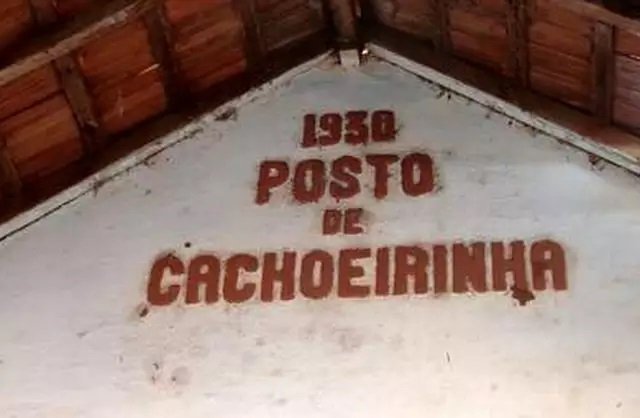 1930
POSTO
DE
CACHOEIRINHA